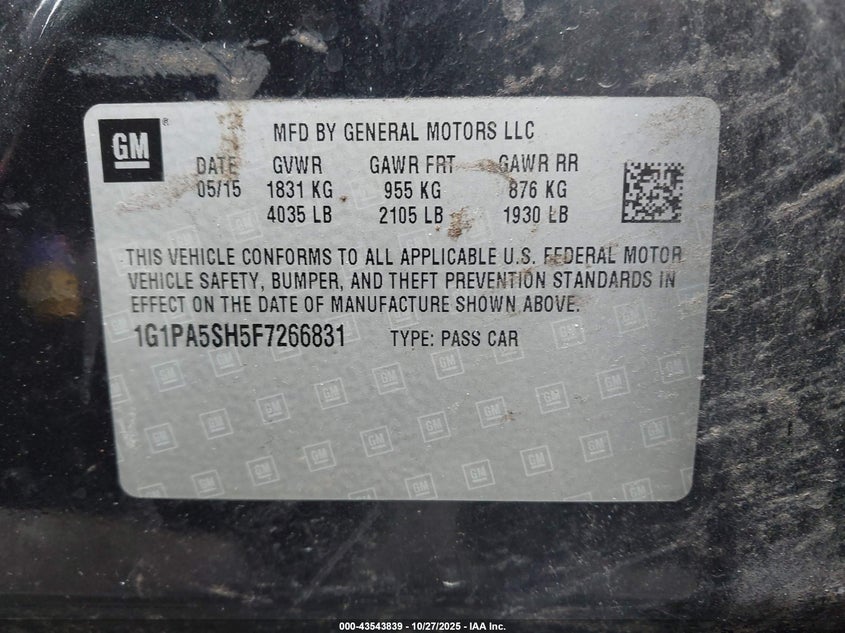 GM ®
MFD BY GENERAL MOTORS LLC
DATE GVWR GAWR FRT GAWR RR
05/15 1831 KG 955 KG 876 KG
4035 LB 2105 LB 1930 LB
THIS VEHICLE CONFORMS TO ALL APPLICABLE U.S. FEDERAL MOTOR
VEHICLE SAFETY, BUMPER, AND THEFT PREVENTION STANDARDS IN
EFFECT ON THE DATE OF MANUFACTURE SHOWN ABOVE.
1G1PA5SH5F7266831 TYPE: PASS CAR
000-43543839 - 10/27/2025 - IAA Inc.